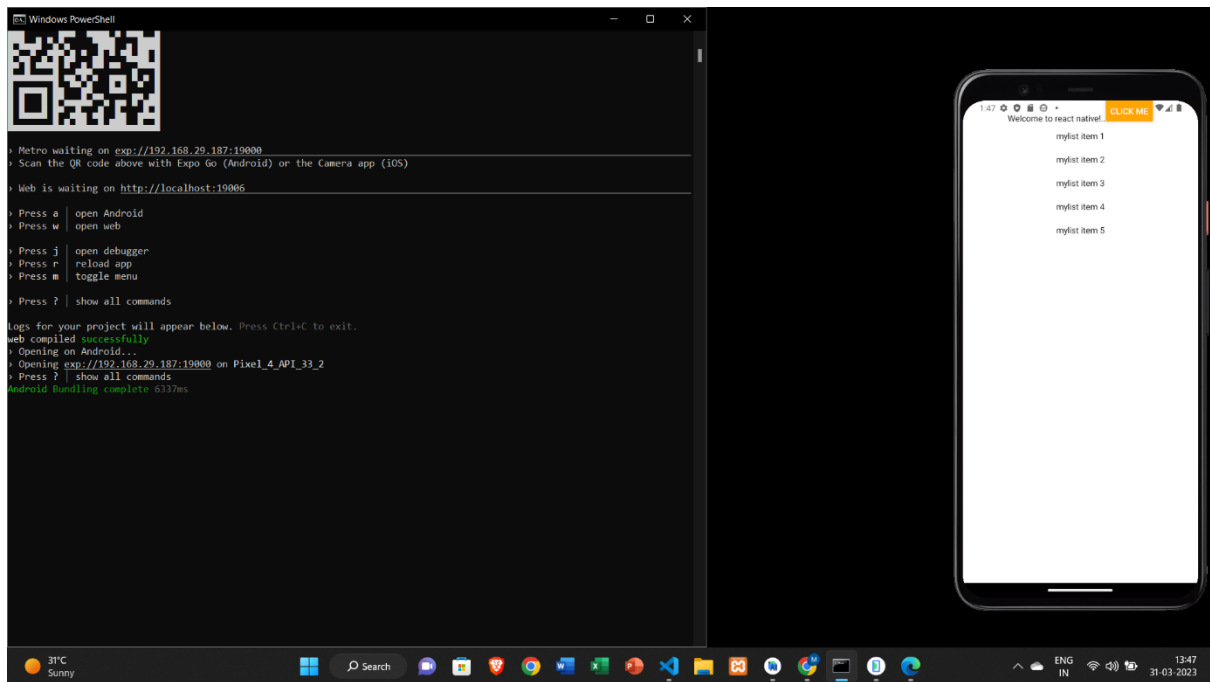 Windows PowerShell
› Metro waiting on exp://192.168.29.187:19000
› Scan the QR code above with Expo Go (Android) or the Camera app (iOS)
› Web is waiting on http://localhost:19006
› Press a │ open Android
› Press w │ open web
› Press j │ open debugger
› Press r │ reload app
› Press m │ toggle menu
› Press ? │ show all commands
Logs for your project will appear below. Press Ctrl+C to exit.
web compiled successfully
› Opening on Android...
› Opening exp://192.168.29.187:19000 on Pixel_4_API_33_2
› Press ? │ show all commands
Android Bundling complete 6337ms
1:47
CLICK ME
Welcome to react native!..
mylist item 1
mylist item 2
mylist item 3
mylist item 4
mylist item 5
31°C
Sunny
Search
ENG
IN
13:47
31-03-2023